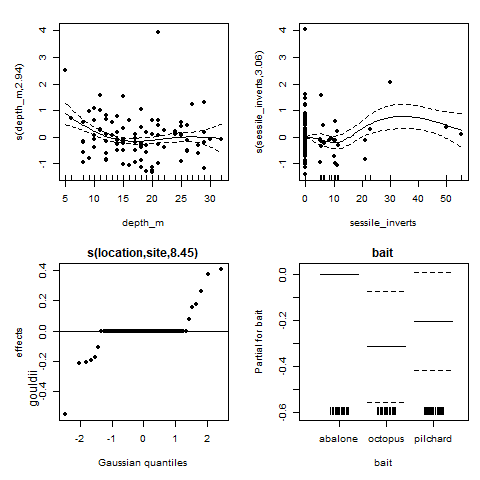 s(depth_m,2.94)
-1 0 1 2 3 4
5 10 15 20 25 30
depth_m
s(sessile_inverts,3.06)
-1 0 1 2 3 4
0 10 20 30 40 50
sessile_inverts
s(location,site,8.45)
gouldii
effects
-0.4 -0.2 0.0 0.2 0.4
-2 -1 0 1 2
Gaussian quantiles
bait
Partial for bait
-0.6 -0.4 -0.2 0.0
abalone octopus pilchard
bait